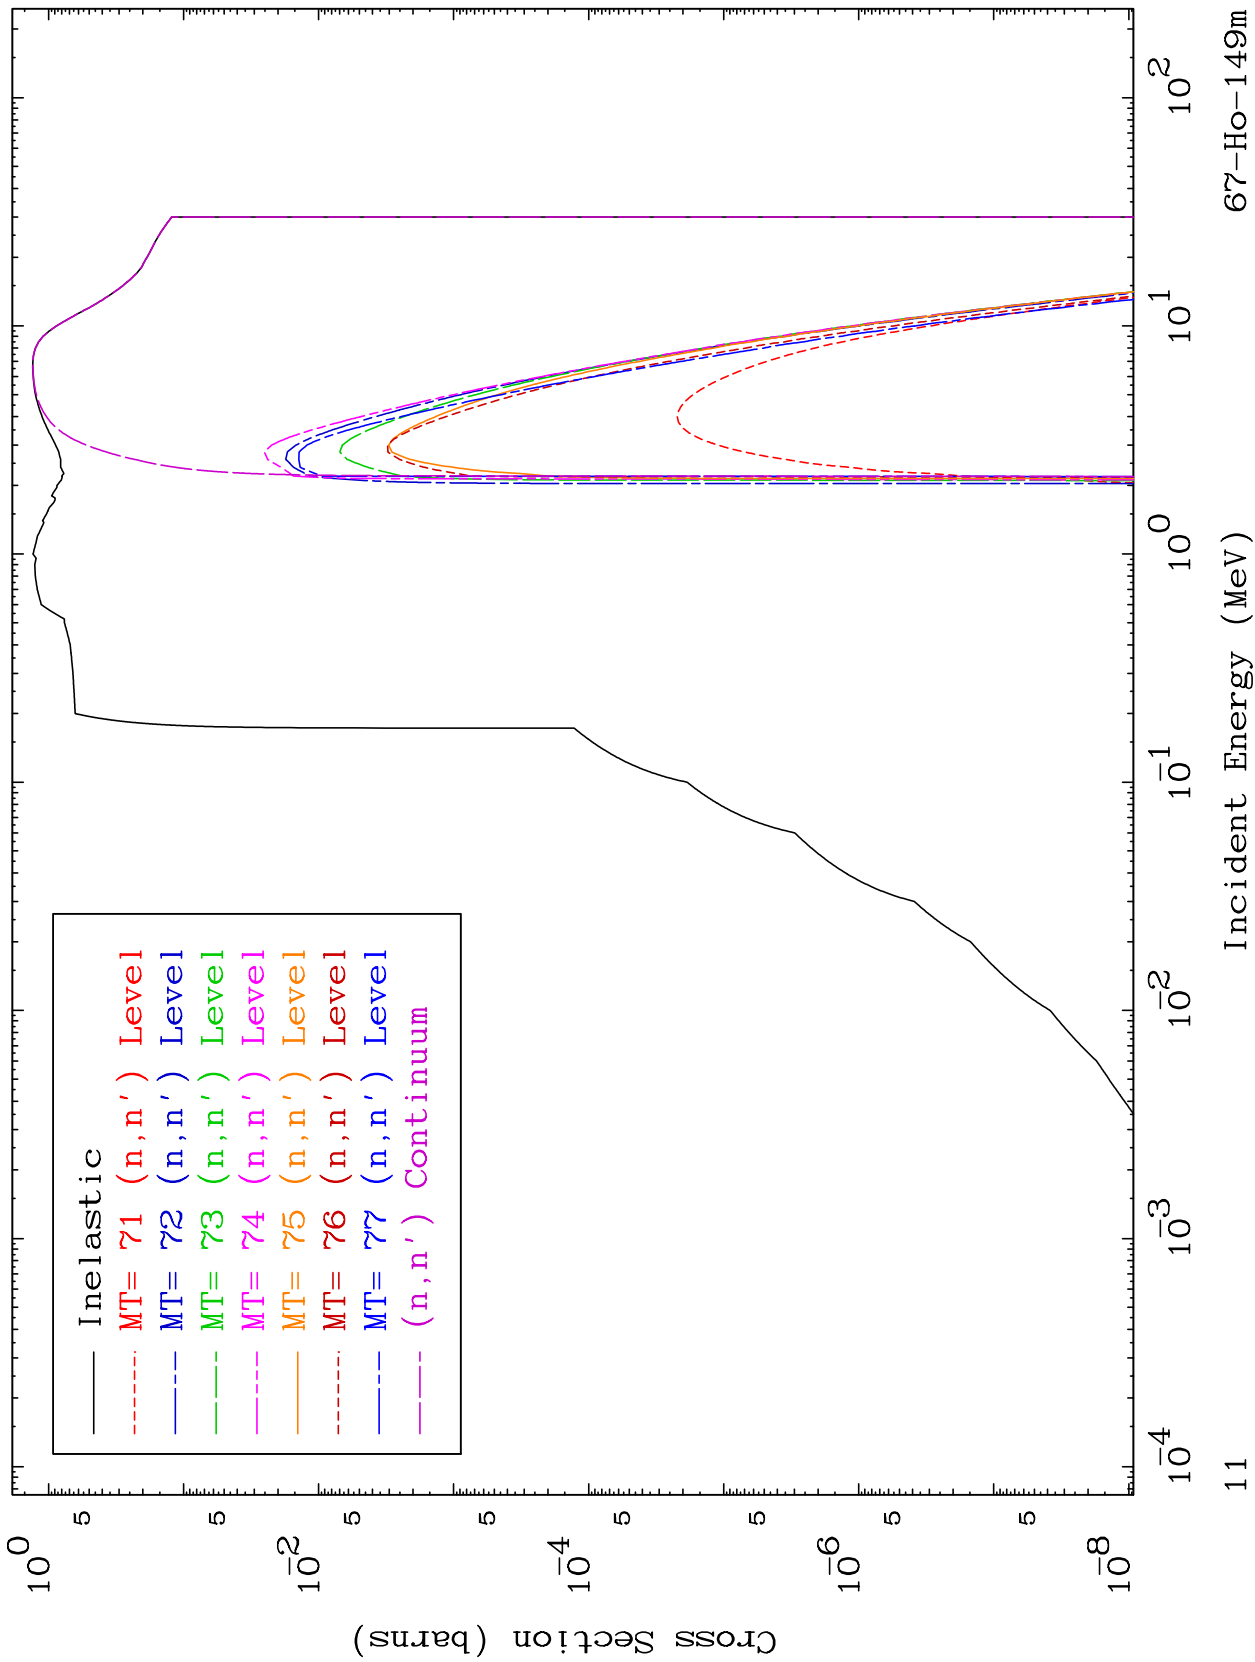 Cross Section (barns)
10^0
5
5
10^-2
5
5
10^-4
5
5
10^-6
5
5
10^-8
Inelastic
MT= 71 (n,n') Level
MT= 72 (n,n') Level
MT= 73 (n,n') Level
MT= 74 (n,n') Level
MT= 75 (n,n') Level
MT= 76 (n,n') Level
MT= 77 (n,n') Level
(n,n') Continuum
10^-4 10^-3 10^-2 10^-1 10^0 10^1 10^2
11 Incident Energy (MeV) 67-Ho-149m